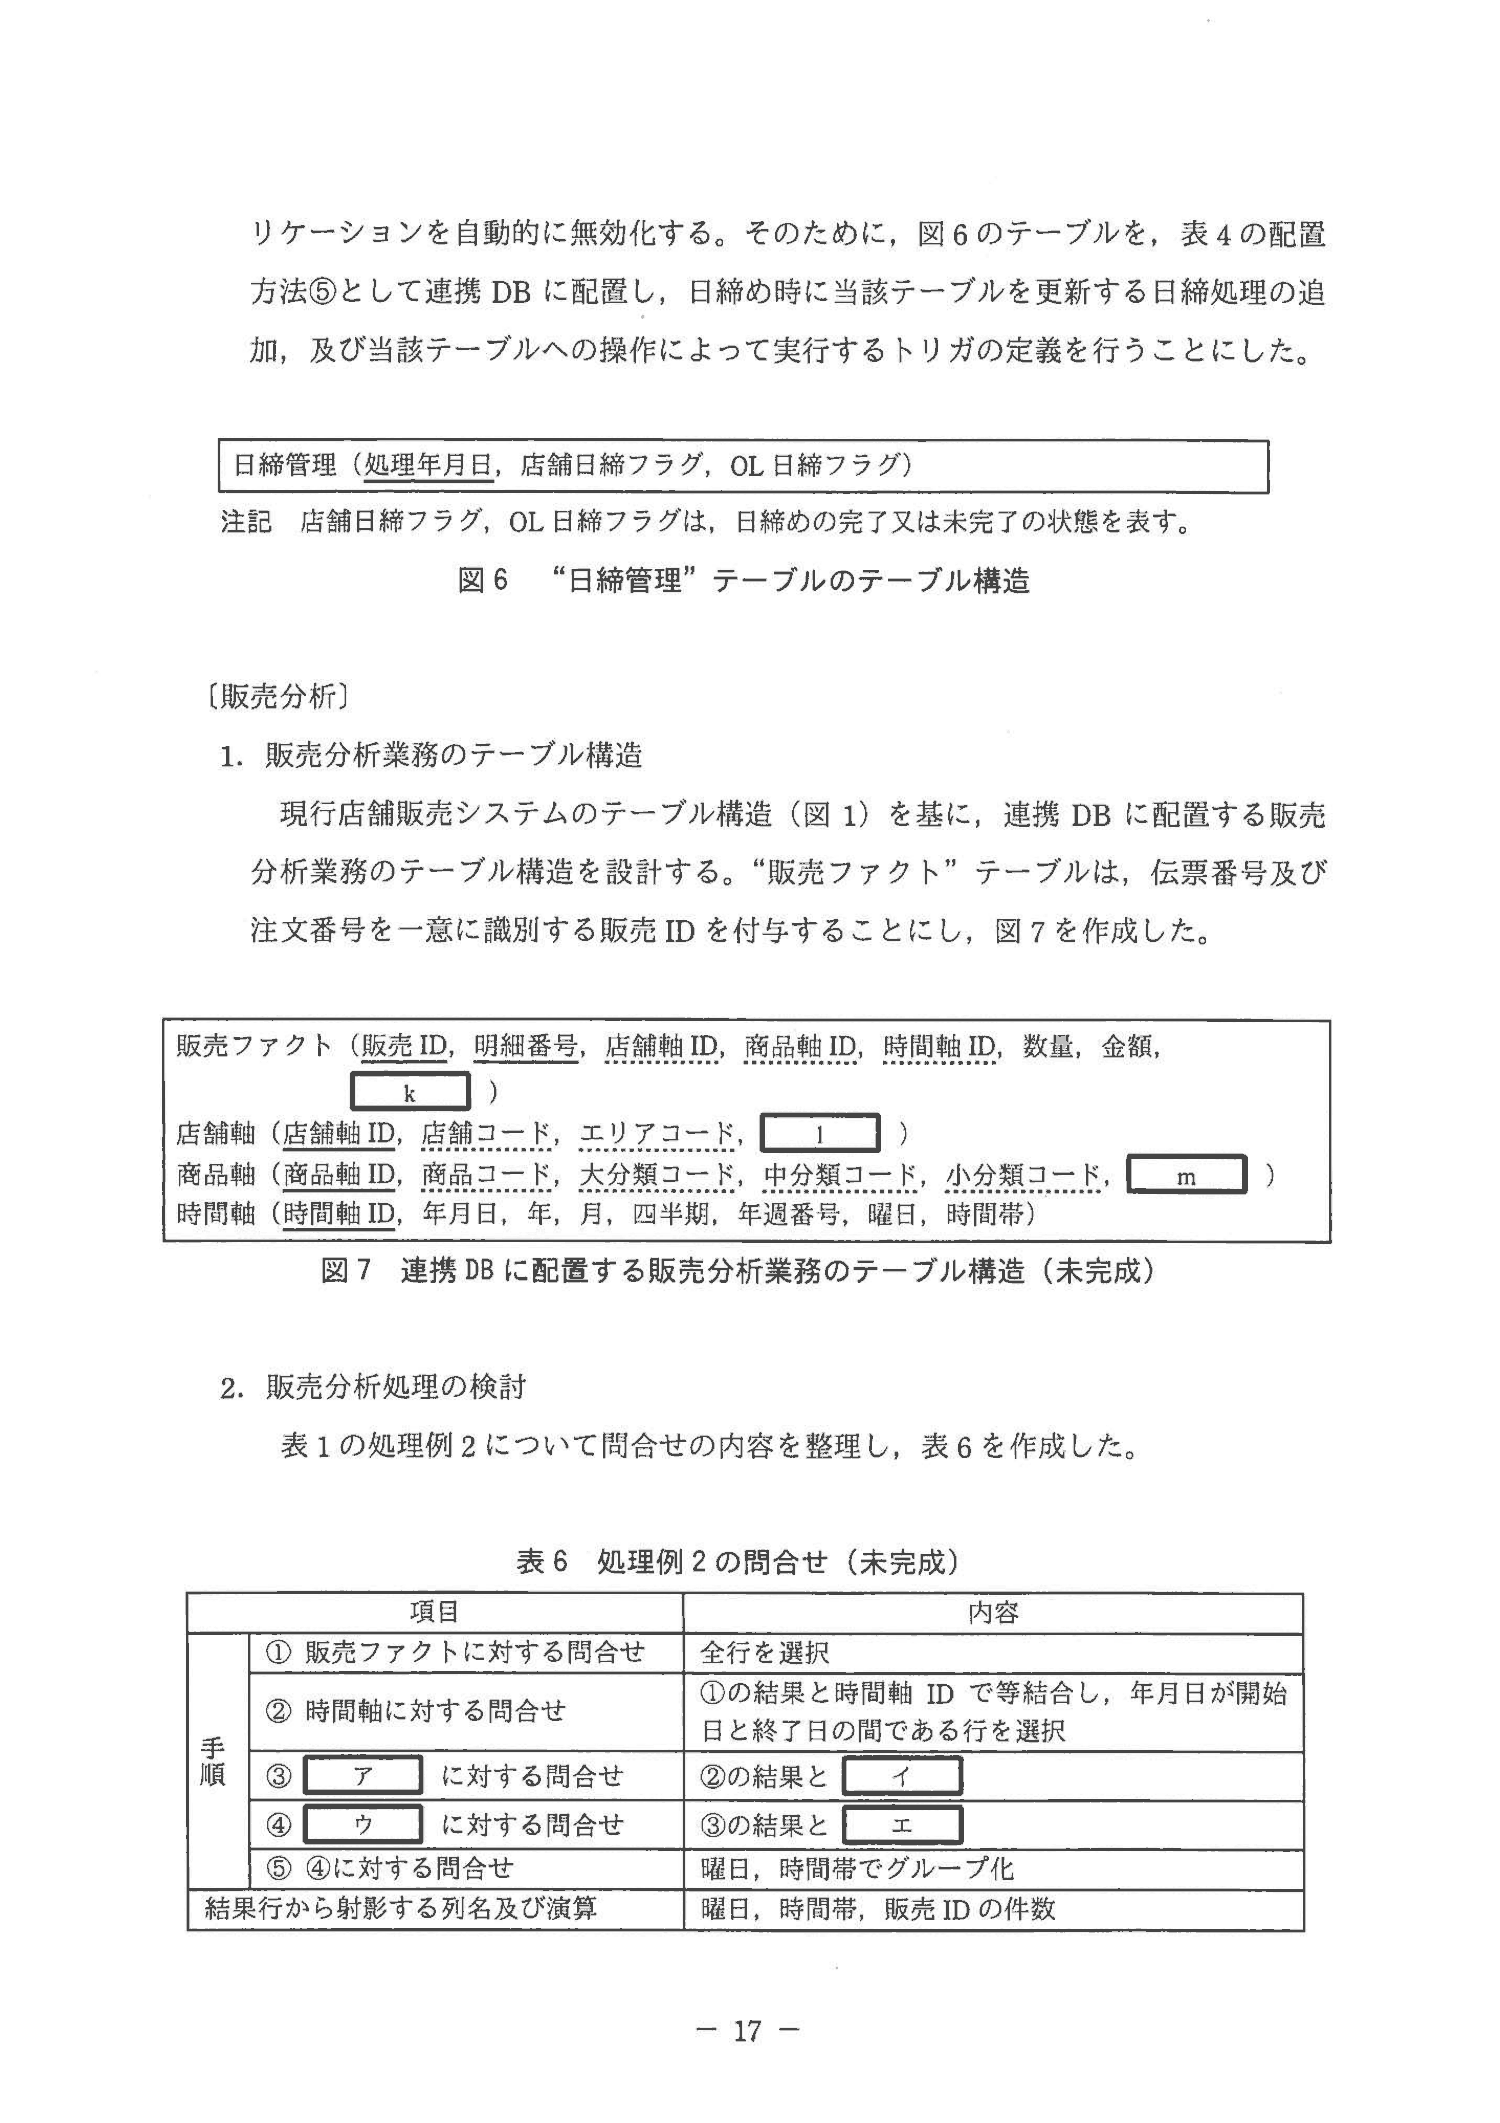 リケーションを自動的に無効化する。そのために，図6のテーブルを，表4の配置
方法⑤として連携 DB に配置し，日締め時に当該テーブルを更新する日締処理の追
加，及び当該テーブルへの操作によって実行するトリガの定義を行うことにした。
日締管理（処理年月日，店舗日締フラグ，OL 日締フラグ）
注記　店舗日締フラグ，OL 日締フラグは，日締めの完了又は未完了の状態を表す。
図6　“日締管理”テーブルのテーブル構造
〔販売分析〕
1. 販売分析業務のテーブル構造
現行店舗販売システムのテーブル構造（図 1）を基に，連携 DB に配置する販売
分析業務のテーブル構造を設計する。“販売ファクト”テーブルは，伝票番号及び
注文番号を一意に識別する販売 ID を付与することにし，図7を作成した。
販売ファクト（販売 ID，明細番号，店舗軸 ID，商品軸 ID，時間軸 ID，数量，金額，
k ）
店舗軸（店舗軸 ID，店舗コード，エリアコード， l ）
商品軸（商品軸 ID，商品コード，大分類コード，中分類コード，小分類コード， m ）
時間軸（時間軸 ID，年月日，年，月，四半期，年週番号，曜日，時間帯）
図7　連携 DB に配置する販売分析業務のテーブル構造（未完成）
2. 販売分析処理の検討
表1の処理例2について問合せの内容を整理し，表6を作成した。
表6　処理例2の問合せ（未完成）
項目 内容
手順
① 販売ファクトに対する問合せ 全行を選択
② 時間軸に対する問合せ ①の結果と時間軸 ID で等結合し，年月日が開始
日と終了日の間である行を選択
③ ア に対する問合せ ②の結果と イ
④ ウ に対する問合せ ③の結果と エ
⑤ ④に対する問合せ 曜日，時間帯でグループ化
結果行から射影する列名及び演算 曜日，時間帯，販売 ID の件数
－ 17 －